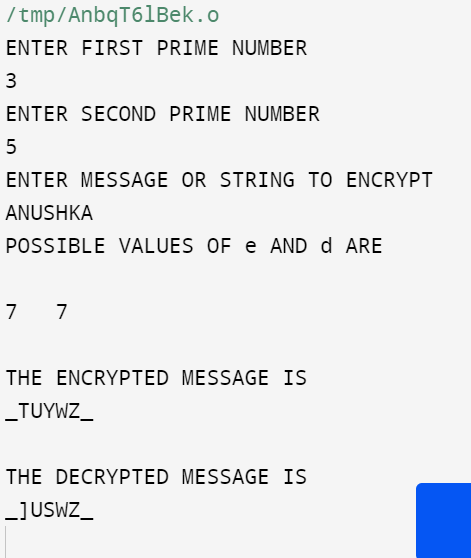 /tmp/AnbqT6lBek.o
ENTER FIRST PRIME NUMBER
3
ENTER SECOND PRIME NUMBER
5
ENTER MESSAGE OR STRING TO ENCRYPT
ANUSHKA
POSSIBLE VALUES OF e AND d ARE
7   7
THE ENCRYPTED MESSAGE IS
_TUYWZ_
THE DECRYPTED MESSAGE IS
_]USWZ_